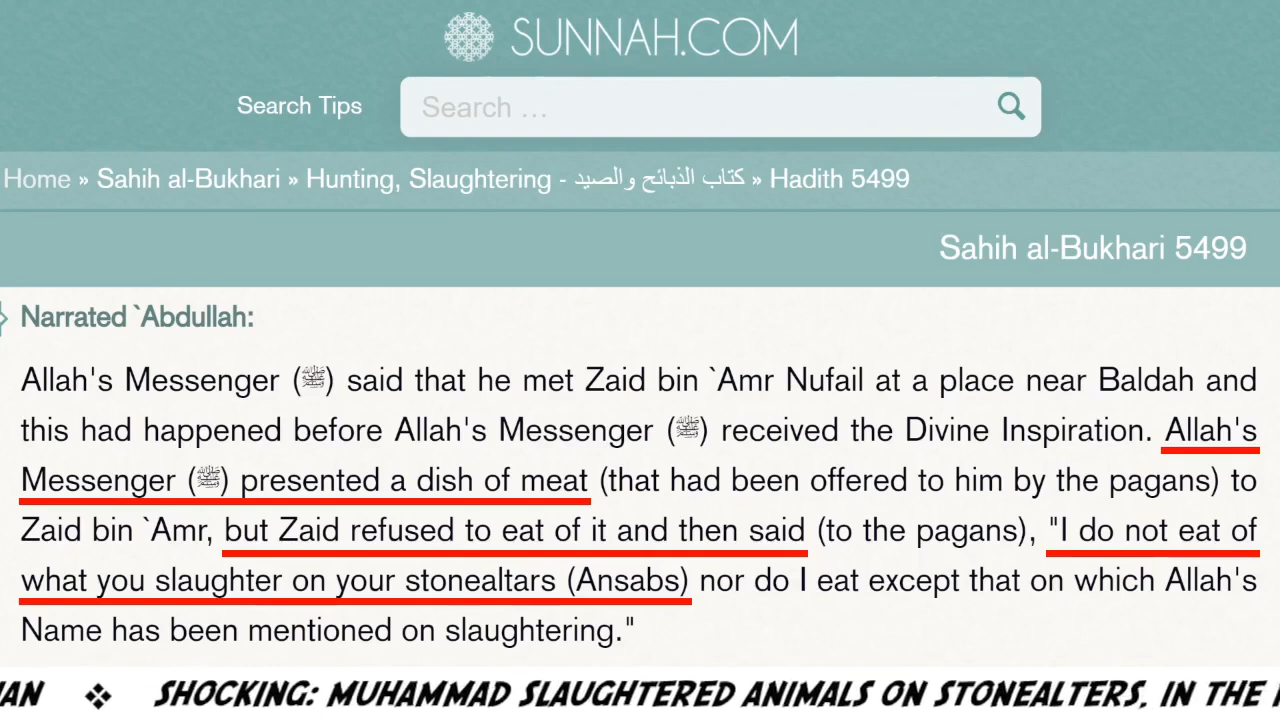 SUNNAH.COM
Search Tips
Search ...
Home » Sahih al-Bukhari » Hunting, Slaughtering - كتاب الذبائح والصيد » Hadith 5499
Sahih al-Bukhari 5499
Narrated `Abdullah:
Allah's Messenger (ﷺ) said that he met Zaid bin `Amr Nufail at a place near Baldah and
this had happened before Allah's Messenger (ﷺ) received the Divine Inspiration. Allah's
Messenger (ﷺ) presented a dish of meat (that had been offered to him by the pagans) to
Zaid bin `Amr, but Zaid refused to eat of it and then said (to the pagans), "I do not eat of
what you slaughter on your stonealtars (Ansabs) nor do I eat except that on which Allah's
Name has been mentioned on slaughtering."
IAN ❖ SHOCKING: MUHAMMAD SLAUGHTERED ANIMALS ON STONEALTERS, IN THE